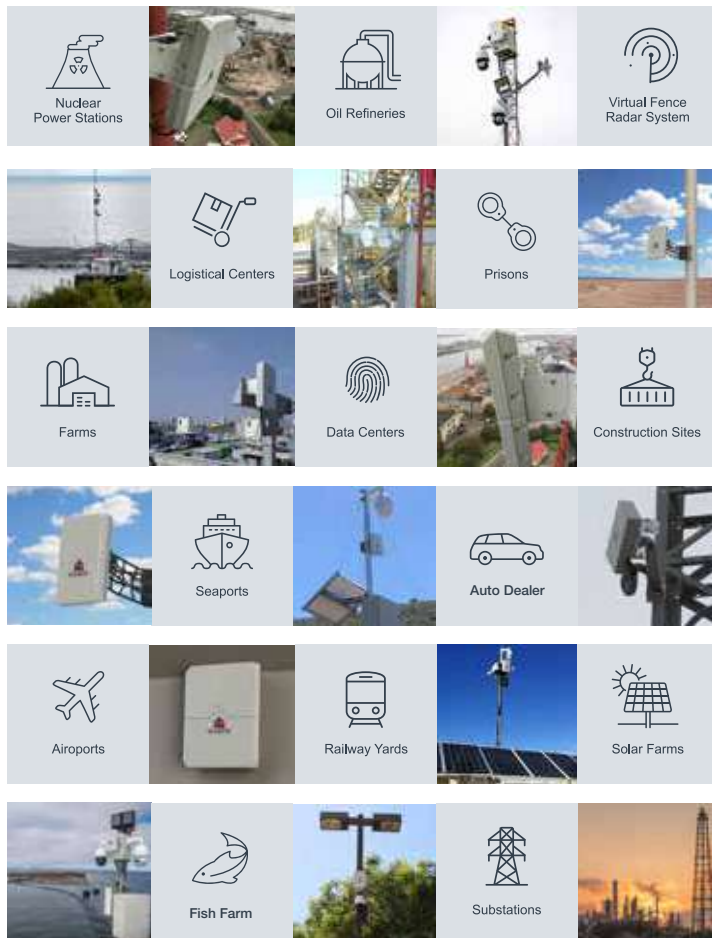 Nuclear
Power Stations
Oil Refineries
Virtual Fence
Radar System
Logistical Centers
Prisons
Farms
Data Centers
Construction Sites
Seaports
Auto Dealer
Airoports
Railway Yards
Solar Farms
Fish Farm
Substations